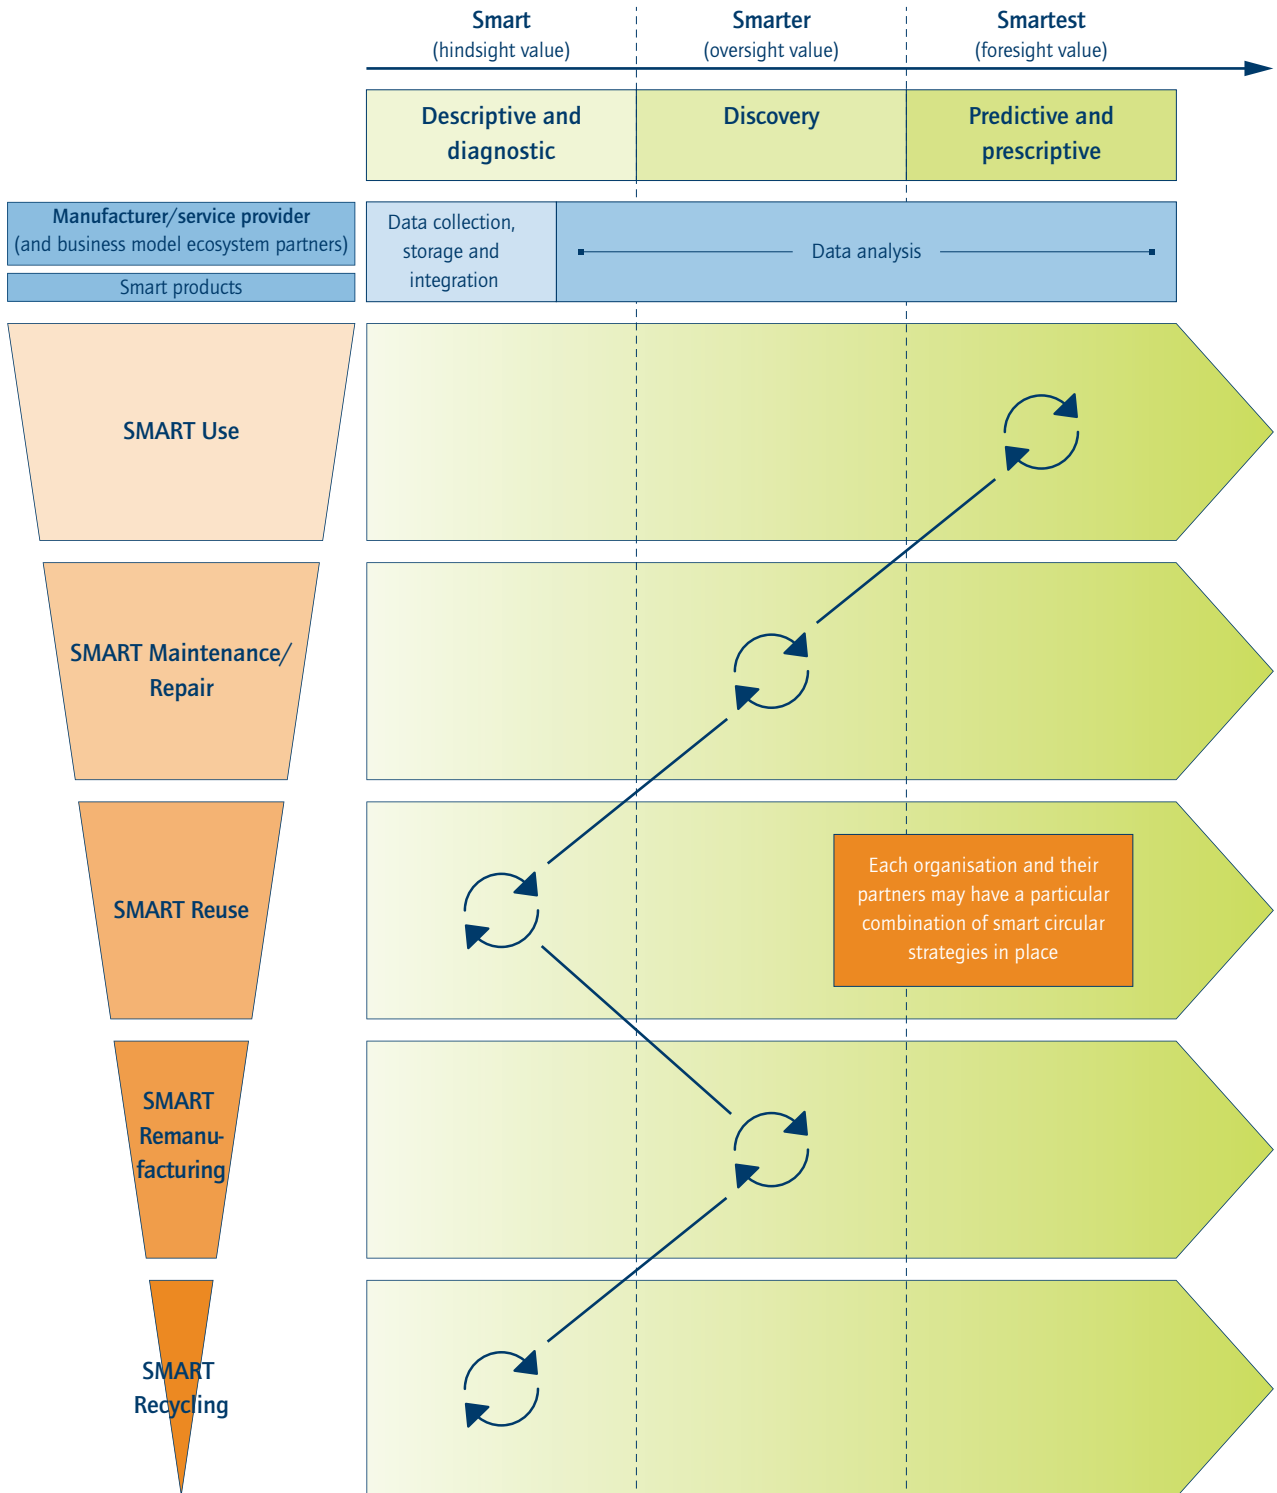 Smart
(hindsight value)
Smarter
(oversight value)
Smartest
(foresight value)
Descriptive and
diagnostic
Discovery
Predictive and
prescriptive
Manufacturer/service provider
(and business model ecosystem partners)
Smart products
Data collection,
storage and
integration
Data analysis
SMART Use
SMART Maintenance/
Repair
SMART Reuse
Each organisation and their
partners may have a particular
combination of smart circular
strategies in place
SMART
Remanu-
facturing
SMART
Recycling